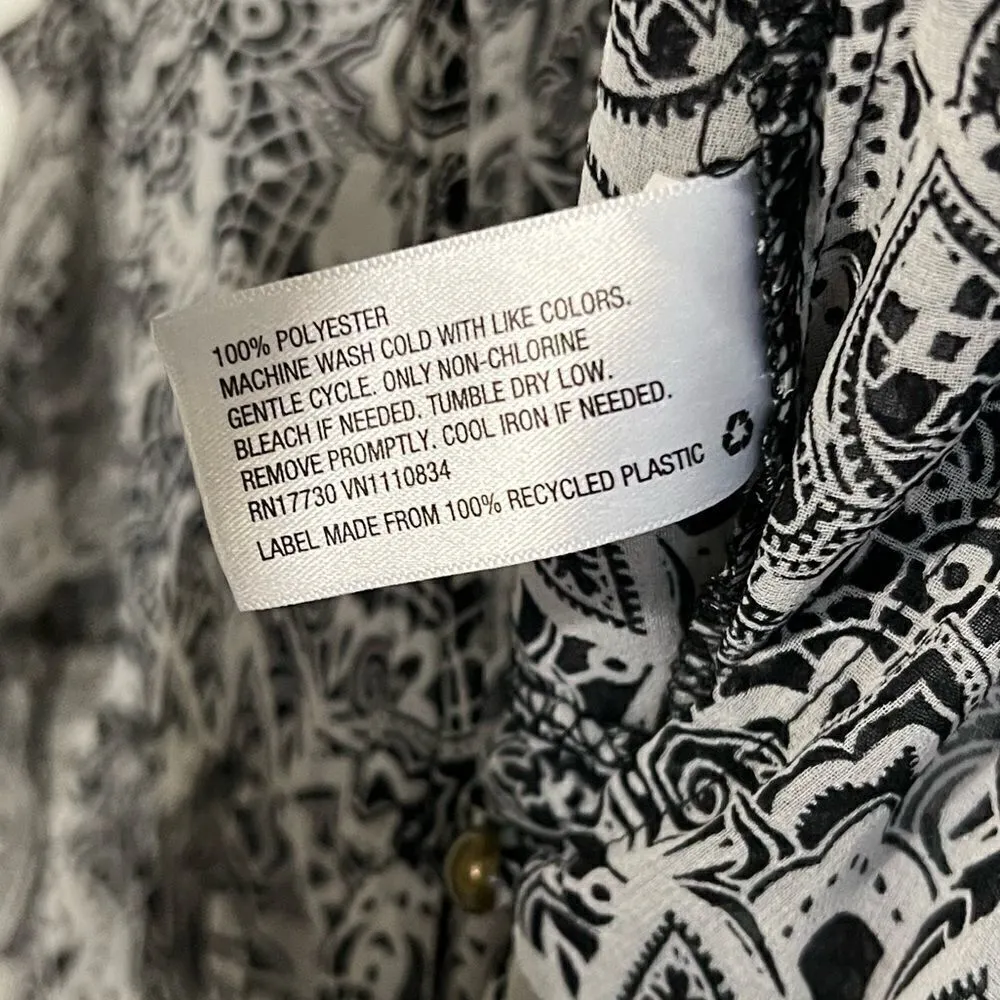 100% POLYESTER
MACHINE WASH COLD WITH LIKE COLORS.
GENTLE CYCLE. ONLY NON-CHLORINE
BLEACH IF NEEDED. TUMBLE DRY LOW.
REMOVE PROMPTLY. COOL IRON IF NEEDED.
RN17730 VN1110834
LABEL MADE FROM 100% RECYCLED PLASTIC